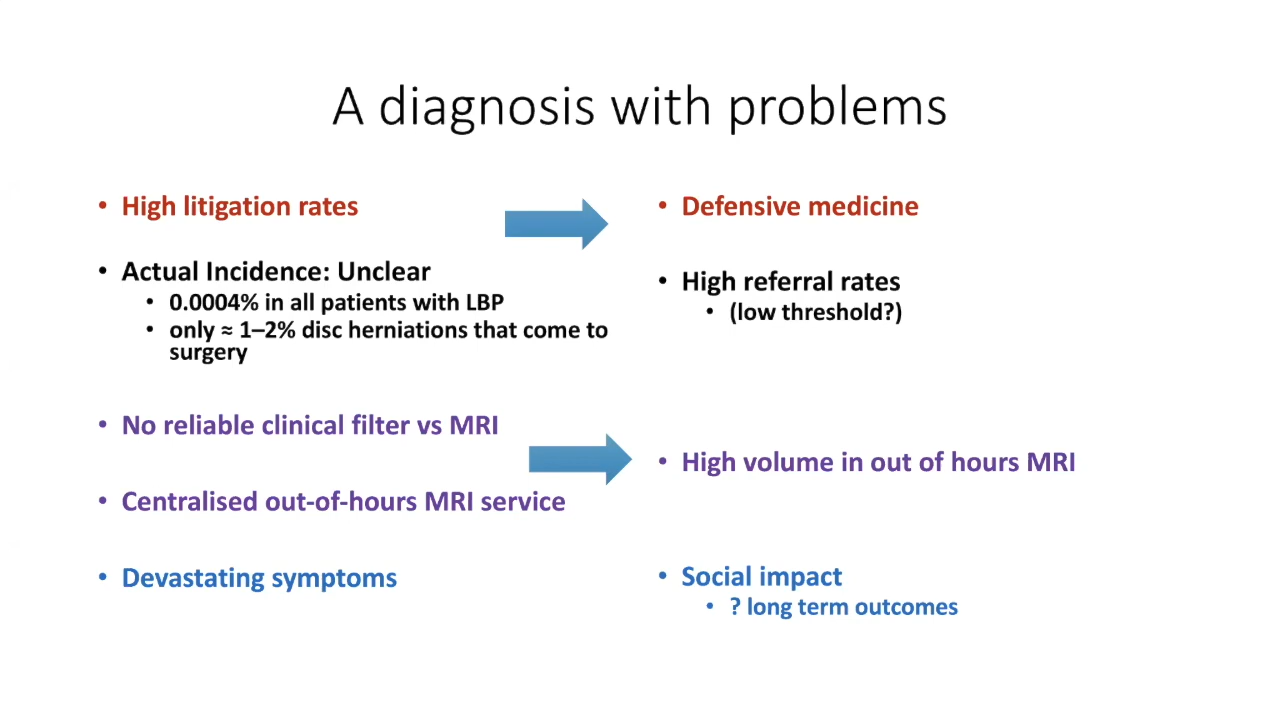 A diagnosis with problems
• High litigation rates
• Actual Incidence: Unclear
• 0.0004% in all patients with LBP
• only ≈ 1–2% disc herniations that come to
surgery
• No reliable clinical filter vs MRI
• Centralised out-of-hours MRI service
• Devastating symptoms
• Defensive medicine
• High referral rates
• (low threshold?)
• High volume in out of hours MRI
• Social impact
• ? long term outcomes